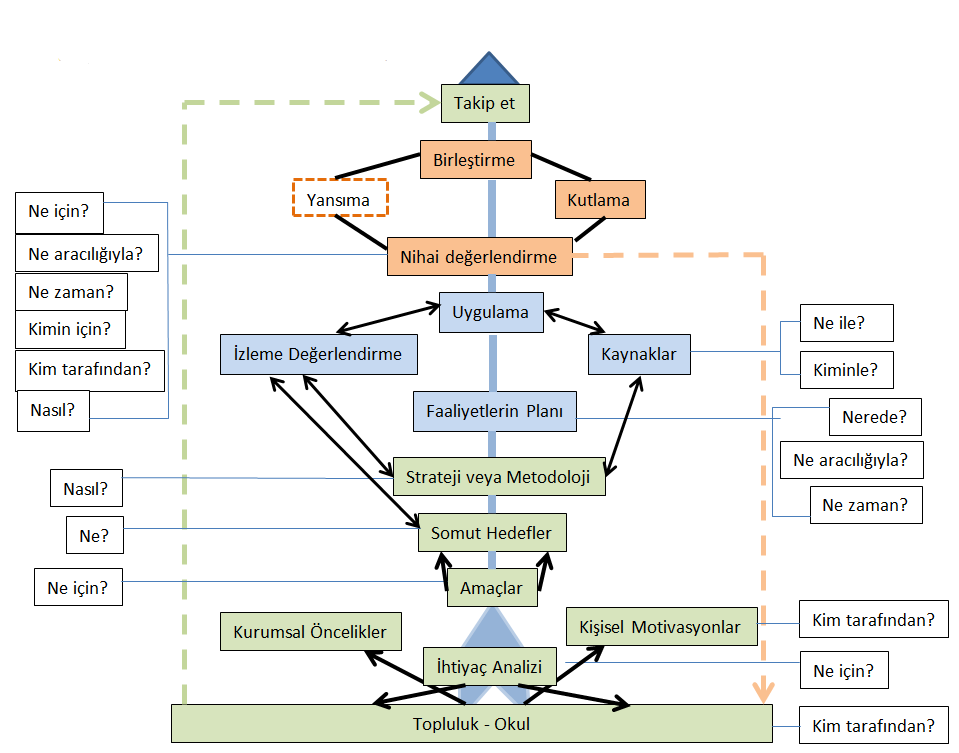 Takip et
Birleştirme
Yansıma
Kutlama
Ne için?
Ne aracılığıyla?
Ne zaman?
Kimin için?
Kim tarafından?
Nasıl?
Nihai değerlendirme
Uygulama
İzleme Değerlendirme
Kaynaklar
Ne ile?
Kiminle?
Faaliyetlerin Planı
Nerede?
Ne aracılığıyla?
Ne zaman?
Nasıl?
Strateji veya Metodoloji
Ne?
Somut Hedefler
Ne için?
Amaçlar
Kurumsal Öncelikler
Kişisel Motivasyonlar
Kim tarafından?
İhtiyaç Analizi
Ne için?
Topluluk - Okul
Kim tarafından?